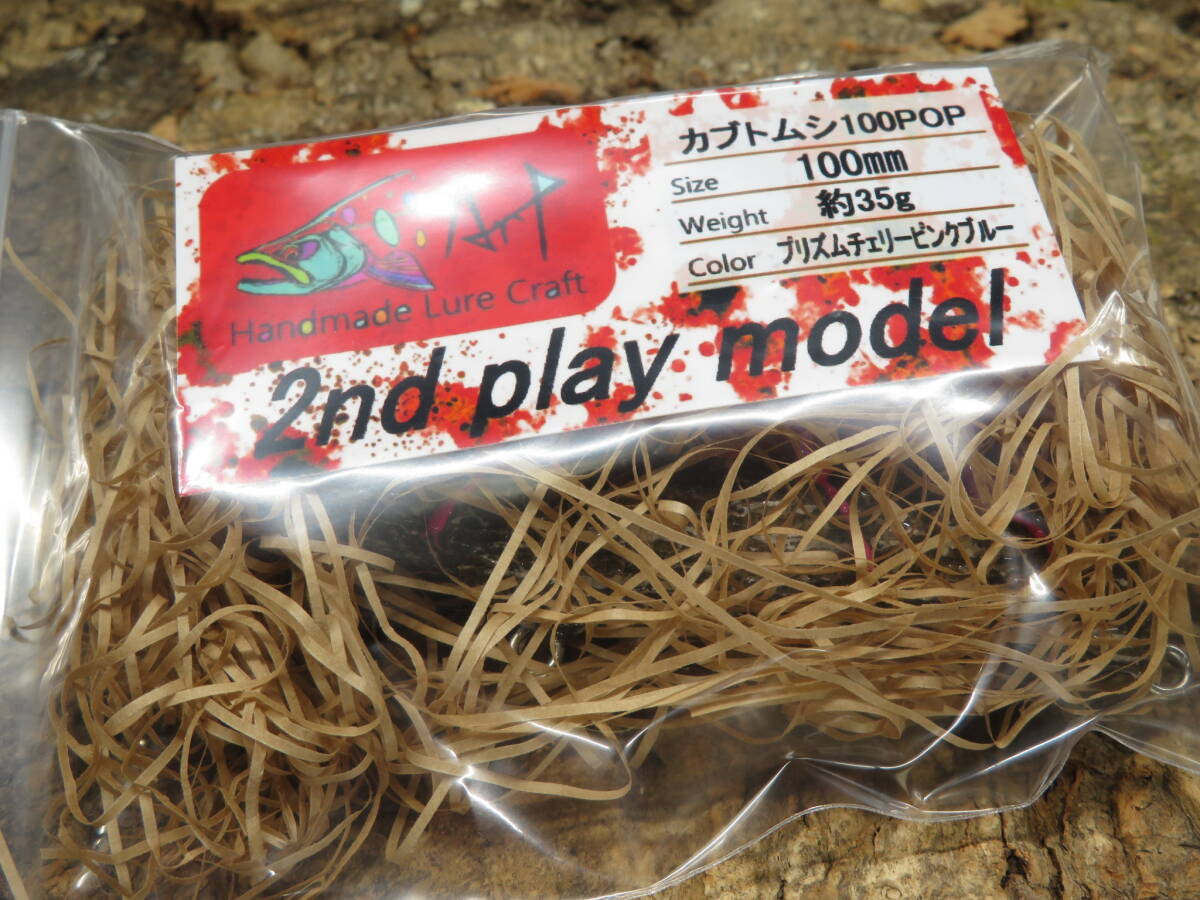 カブトムシ100POP
Size 100mm
Weight 約35g
Color プリズムチェリーピンクブルー
Handmade Lure Craft
2nd play model